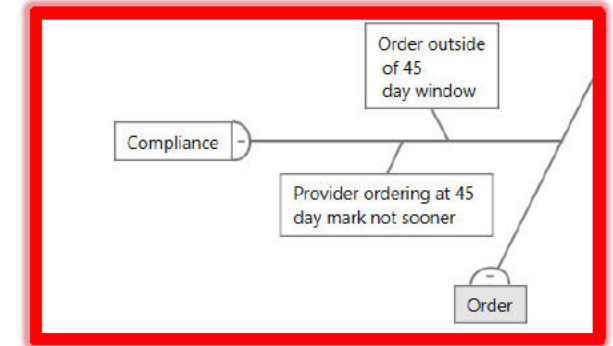 Order outside
of 45
day window
Compliance
Provider ordering at 45
day mark not sooner
Order